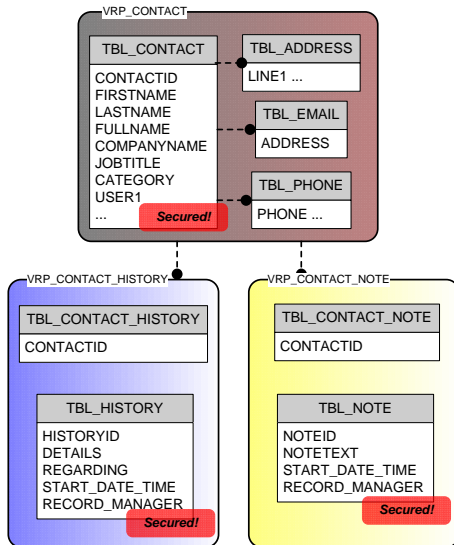 VRP_CONTACT
TBL_CONTACT
CONTACTID
FIRSTNAME
LASTNAME
FULLNAME
COMPANYNAME
JOBTITLE
CATEGORY
USER1
...
Secured!
TBL_ADDRESS
LINE1 ...
TBL_EMAIL
ADDRESS
TBL_PHONE
PHONE ...
VRP_CONTACT_HISTORY
TBL_CONTACT_HISTORY
CONTACTID
TBL_HISTORY
HISTORYID
DETAILS
REGARDING
START_DATE_TIME
RECORD_MANAGER
Secured!
VRP_CONTACT_NOTE
TBL_CONTACT_NOTE
CONTACTID
TBL_NOTE
NOTEID
NOTETEXT
START_DATE_TIME
RECORD_MANAGER
Secured!